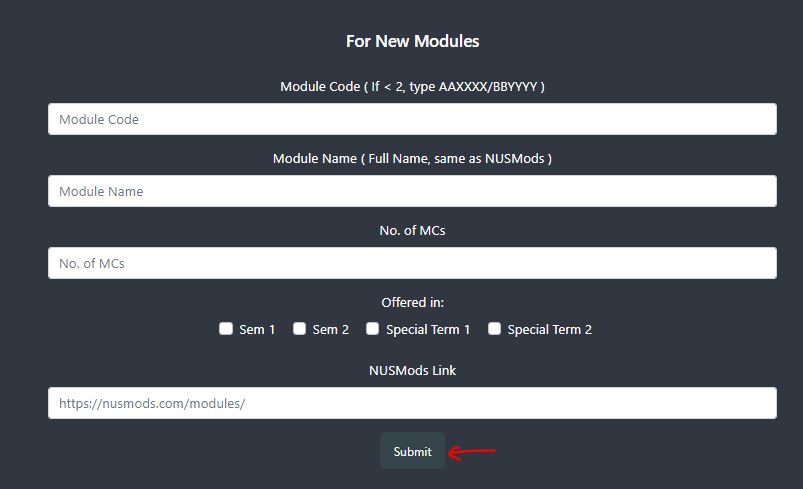 For New Modules
Module Code ( If < 2, type AAXXXX/BBYYYY )
Module Code
Module Name ( Full Name, same as NUSMods )
Module Name
No. of MCs
No. of MCs
Offered in:
Sem 1 Sem 2 Special Term 1 Special Term 2
NUSMods Link
https://nusmods.com/modules/
Submit